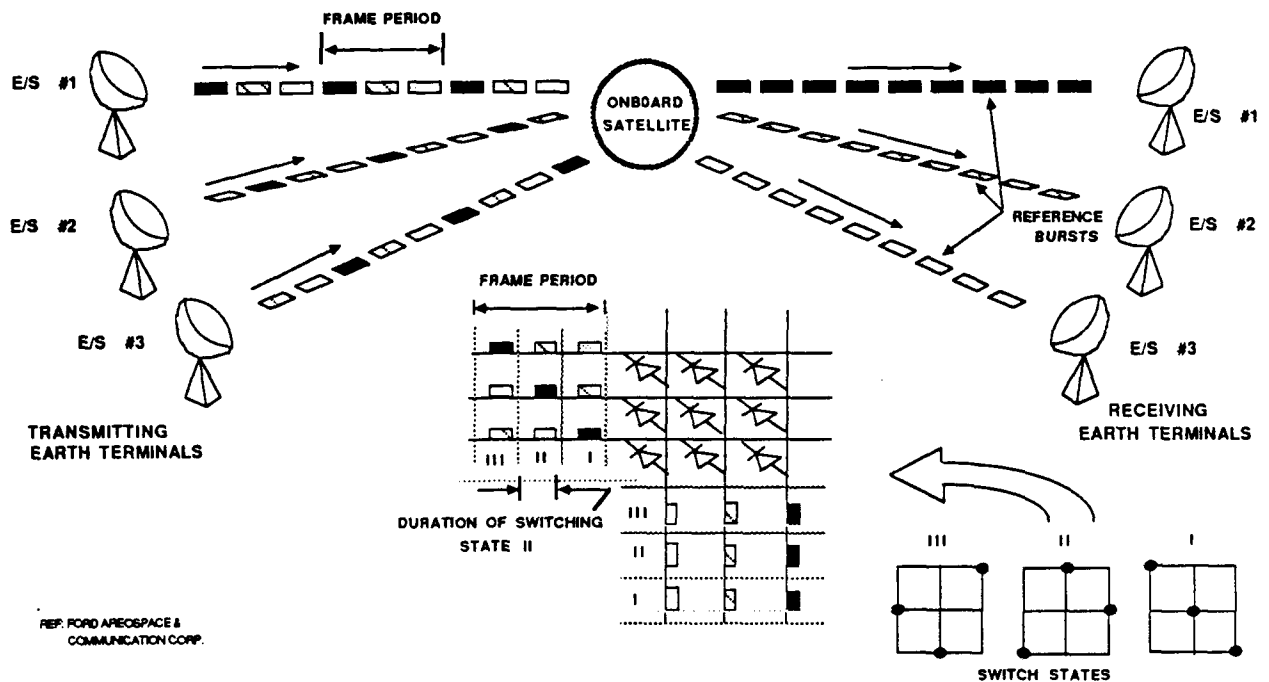 FRAME PERIOD
E/S #1
ONBOARD
SATELLITE
E/S #1
E/S #2
REFERENCE
BURSTS
E/S #2
FRAME PERIOD
E/S #3
E/S #3
TRANSMITTING
EARTH TERMINALS
RECEIVING
EARTH TERMINALS
III II I
DURATION OF SWITCHING
STATE II
III
II
I
III II I
SWITCH STATES
REF: FORD AREOSPACE &
COMMUNICATION CORP.